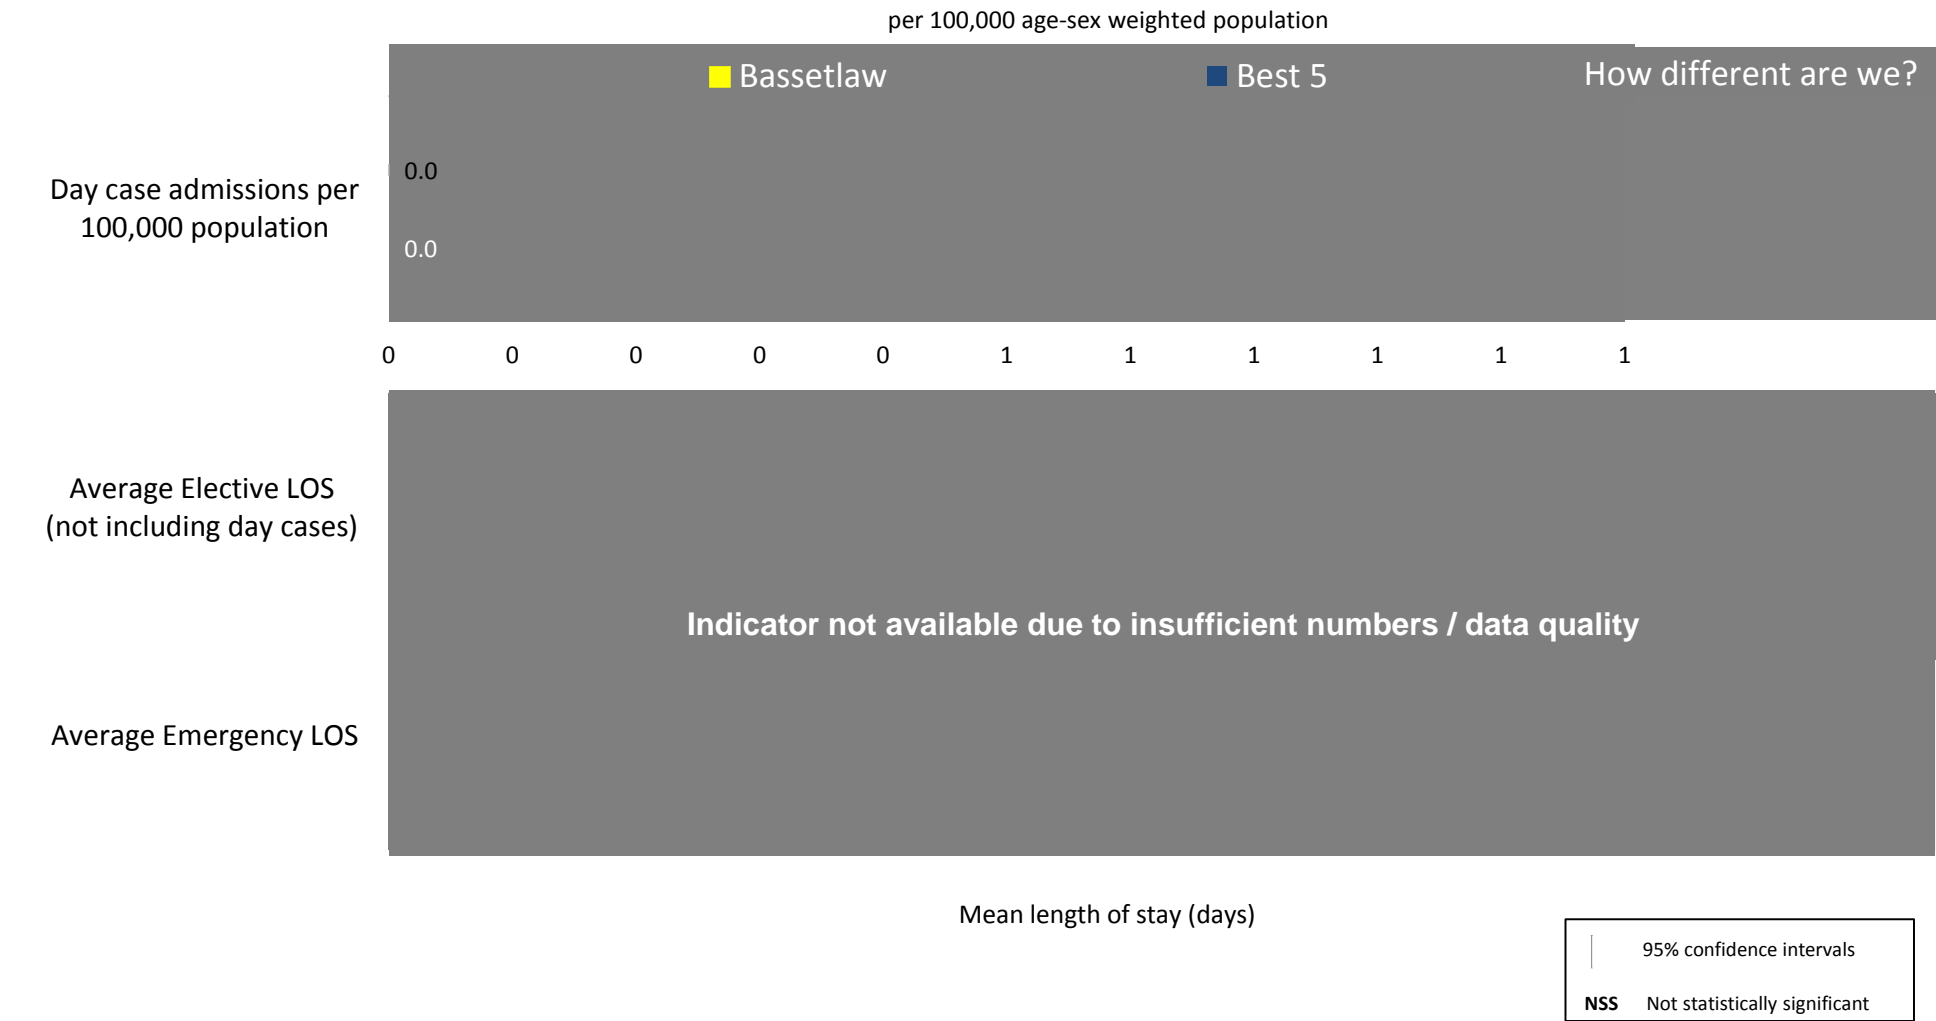 per 100,000 age-sex weighted population
Bassetlaw
Best 5
How different are we?
Day case admissions per
100,000 population
0.0
0.0
0 0 0 0 0 1 1 1 1 1 1
Average Elective LOS
(not including day cases)
Indicator not available due to insufficient numbers / data quality
Average Emergency LOS
Mean length of stay (days)
95% confidence intervals
NSS Not statistically significant